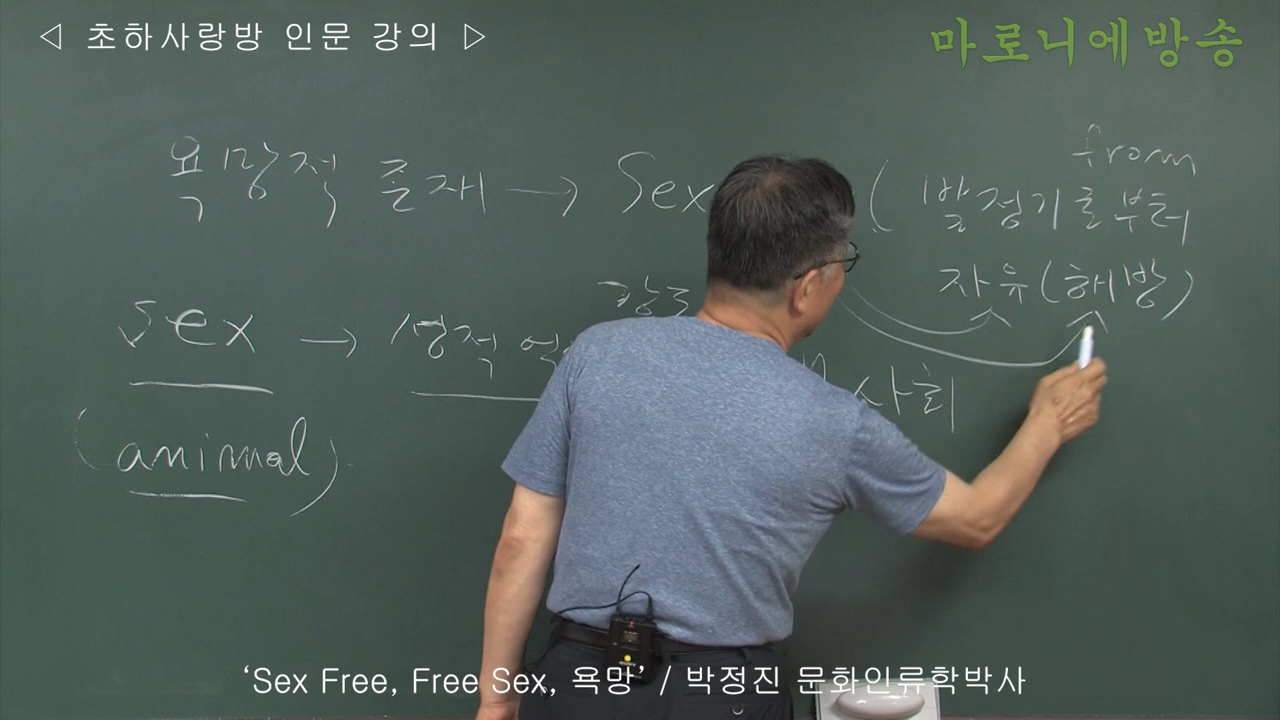 ◁ 초하사랑방 인문 강의 ▷
마로니에방송
from
욕망적 존재 → Sex ( 발정기로부터
자유(해방)
sex → 성적
사회
(animal)
‘Sex Free, Free Sex, 욕망’ / 박정진 문화인류학박사